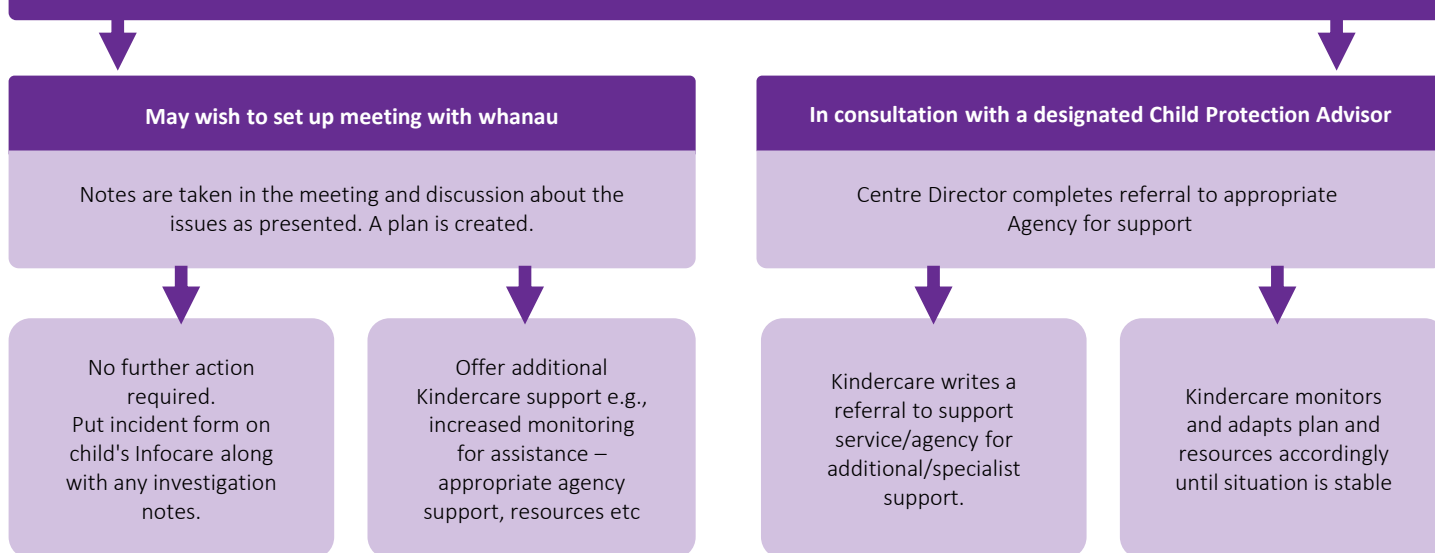 May wish to set up meeting with whanau
Notes are taken in the meeting and discussion about the
issues as presented. A plan is created.
In consultation with a designated Child Protection Advisor
Centre Director completes referral to appropriate
Agency for support
No further action
required.
Put incident form on
child's Infocare along
with any investigation
notes.
Offer additional
Kindercare support e.g.,
increased monitoring
for assistance –
appropriate agency
support, resources etc
Kindercare writes a
referral to support
service/agency for
additional/specialist
support.
Kindercare monitors
and adapts plan and
resources accordingly
until situation is stable